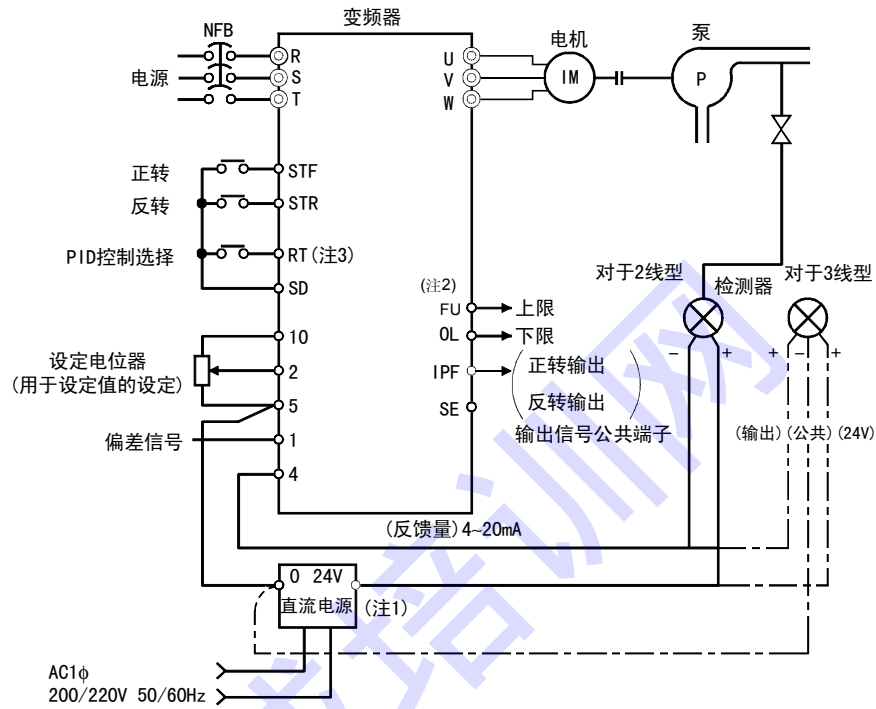 变频器
NFB
电源
R
S
T
U
V
W
电机
IM
泵
P
正转
STF
反转
STR
PID控制选择
RT(注3)
SD
(注2)
FU
上限
OL
下限
IPF
正转输出
反转输出
SE
输出信号公共端子
对于2线型
检测器
对于3线型
- +
+ - +
(输出)(公共)(24V)
设定电位器
(用于设定值的设定)
10
2
5
偏差信号
1
4
(反馈量)4~20mA
0 24V
直流电源
(注1)
AC1ϕ
200/220V 50/60Hz
培训网